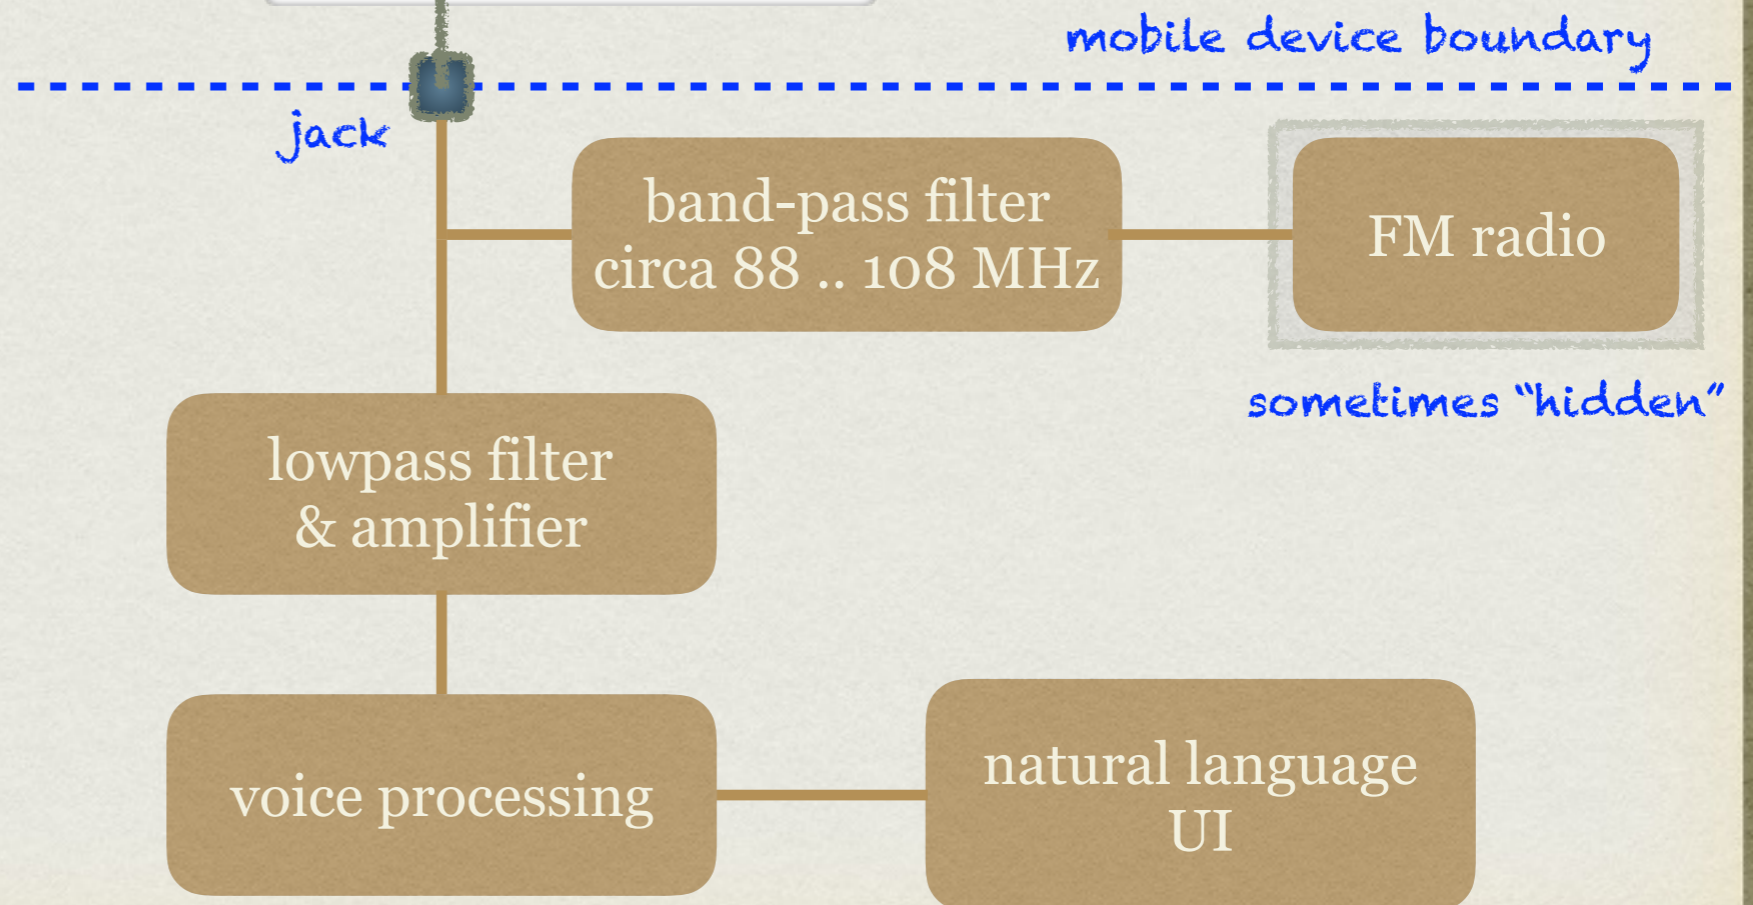 mobile device boundary
jack
band-pass filter
circa 88 .. 108 MHz
FM radio
sometimes “hidden”
lowpass filter
& amplifier
voice processing
natural language
UI